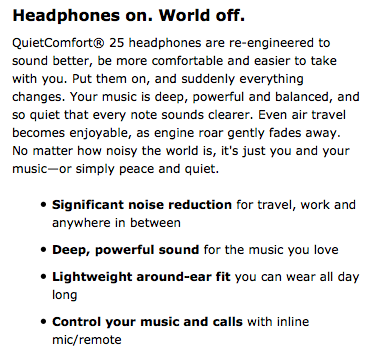 Headphones on. World off.
QuietComfort® 25 headphones are re-engineered to
sound better, be more comfortable and easier to take
with you. Put them on, and suddenly everything
changes. Your music is deep, powerful and balanced, and
so quiet that every note sounds clearer. Even air travel
becomes enjoyable, as engine roar gently fades away.
No matter how noisy the world is, it's just you and your
music—or simply peace and quiet.
• Significant noise reduction for travel, work and
anywhere in between
• Deep, powerful sound for the music you love
• Lightweight around-ear fit you can wear all day
long
• Control your music and calls with inline
mic/remote